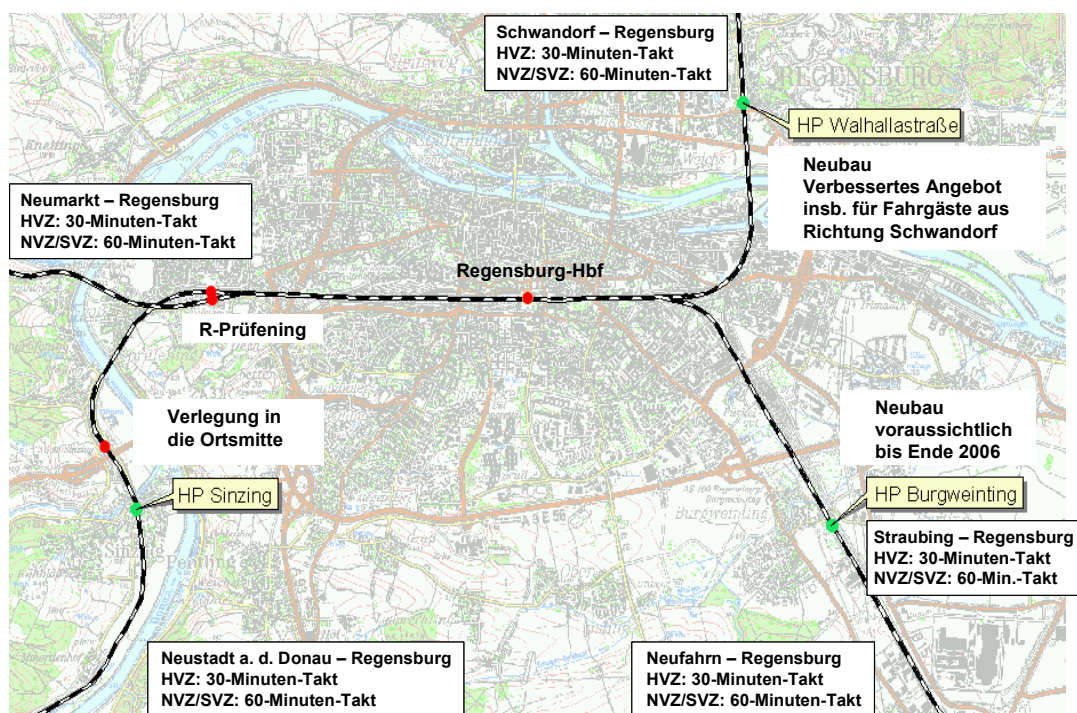 Schwandorf – Regensburg
HVZ: 30-Minuten-Takt
NVZ/SVZ: 60-Minuten-Takt
REGENSBURG
HP Walhallastraße
Neubau
Verbessertes Angebot
insb. für Fahrgäste aus
Richtung Schwandorf
Neumarkt – Regensburg
HVZ: 30-Minuten-Takt
NVZ/SVZ: 60-Minuten-Takt
Regensburg-Hbf
R-Prüfening
Verlegung in
die Ortsmitte
HP Sinzing
Neubau
voraussichtlich
bis Ende 2006
HP Burgweinting
Burgweinting
Sinzing
Straubing – Regensburg
HVZ: 30-Minuten-Takt
NVZ/SVZ: 60-Min.-Takt
Neustadt a. d. Donau – Regensburg
HVZ: 30-Minuten-Takt
NVZ/SVZ: 60-Minuten-Takt
Neufahrn – Regensburg
HVZ: 30-Minuten-Takt
NVZ/SVZ: 60-Minuten-Takt